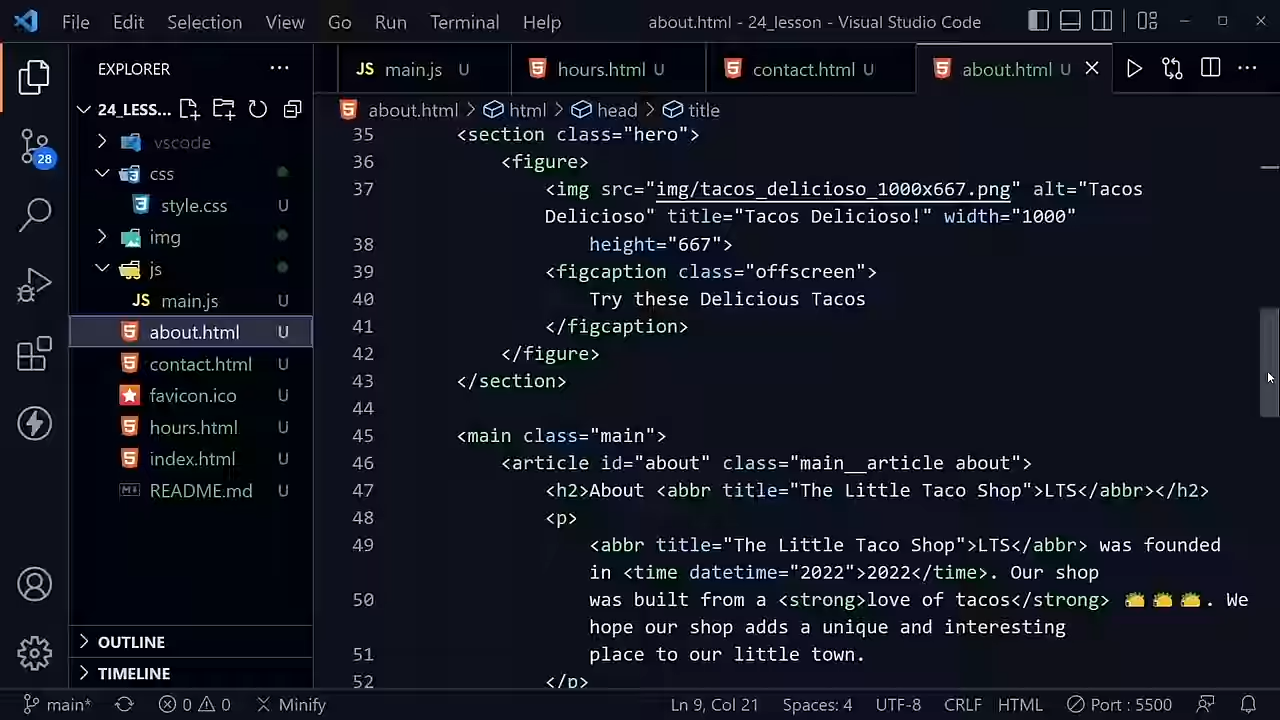 File Edit Selection View Go Run Terminal Help about.html - 24_lesson - Visual Studio Code
EXPLORER
JS main.js U
hours.html U
contact.html U
about.html U
24_LESS...
about.html > html > head > title
vscode
css
style.css U
img
js
JS main.js U
about.html U
contact.html U
favicon.ico U
hours.html U
index.html U
README.md U
OUTLINE
TIMELINE
28
35 <section class="hero">
36 <figure>
37 <img src="img/tacos_delicioso_1000x667.png" alt="Tacos
Delicioso" title="Tacos Delicioso!" width="1000"
38 height="667">
39 <figcaption class="offscreen">
40 Try these Delicious Tacos
41 </figcaption>
42 </figure>
43 </section>
44
45 <main class="main">
46 <article id="about" class="main__article about">
47 <h2>About <abbr title="The Little Taco Shop">LTS</abbr></h2>
48 <p>
49 <abbr title="The Little Taco Shop">LTS</abbr> was founded
in <time datetime="2022">2022</time>. Our shop
50 was built from a <strong>love of tacos</strong> 🌮🌮🌮. We
hope our shop adds a unique and interesting
51 place to our little town.
52 </p>
main* 0 0 Minify Ln 9, Col 21 Spaces: 4 UTF-8 CRLF HTML Port : 5500